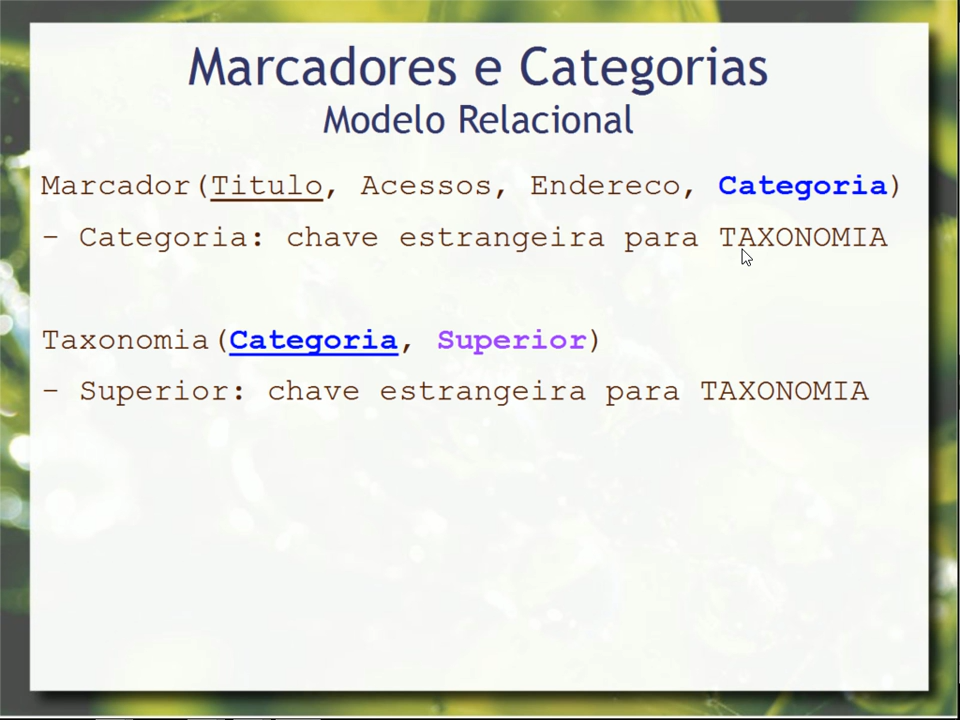 Marcadores e Categorias
Modelo Relacional
Marcador(Titulo, Acessos, Endereco, Categoria)
- Categoria: chave estrangeira para TAXONOMIA
Taxonomia(Categoria, Superior)
- Superior: chave estrangeira para TAXONOMIA